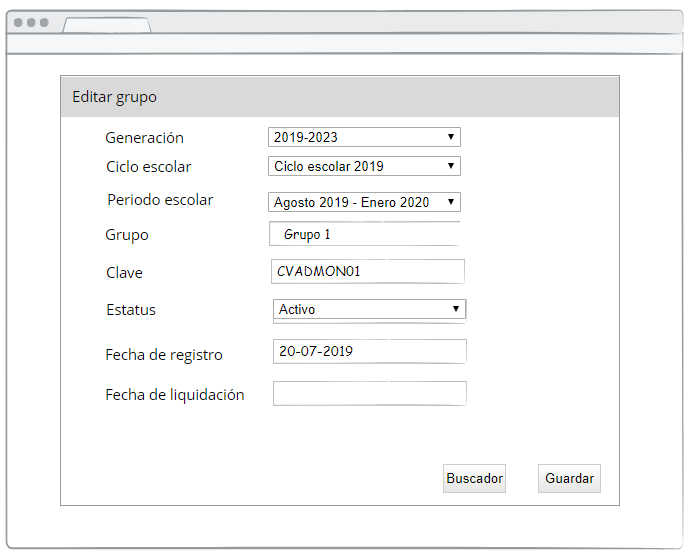 Editar grupo
Generación 2019-2023
Ciclo escolar Ciclo escolar 2019
Periodo escolar Agosto 2019 - Enero 2020
Grupo Grupo 1
Clave CVADMON01
Estatus Activo
Fecha de registro 20-07-2019
Fecha de liquidación
Buscador Guardar